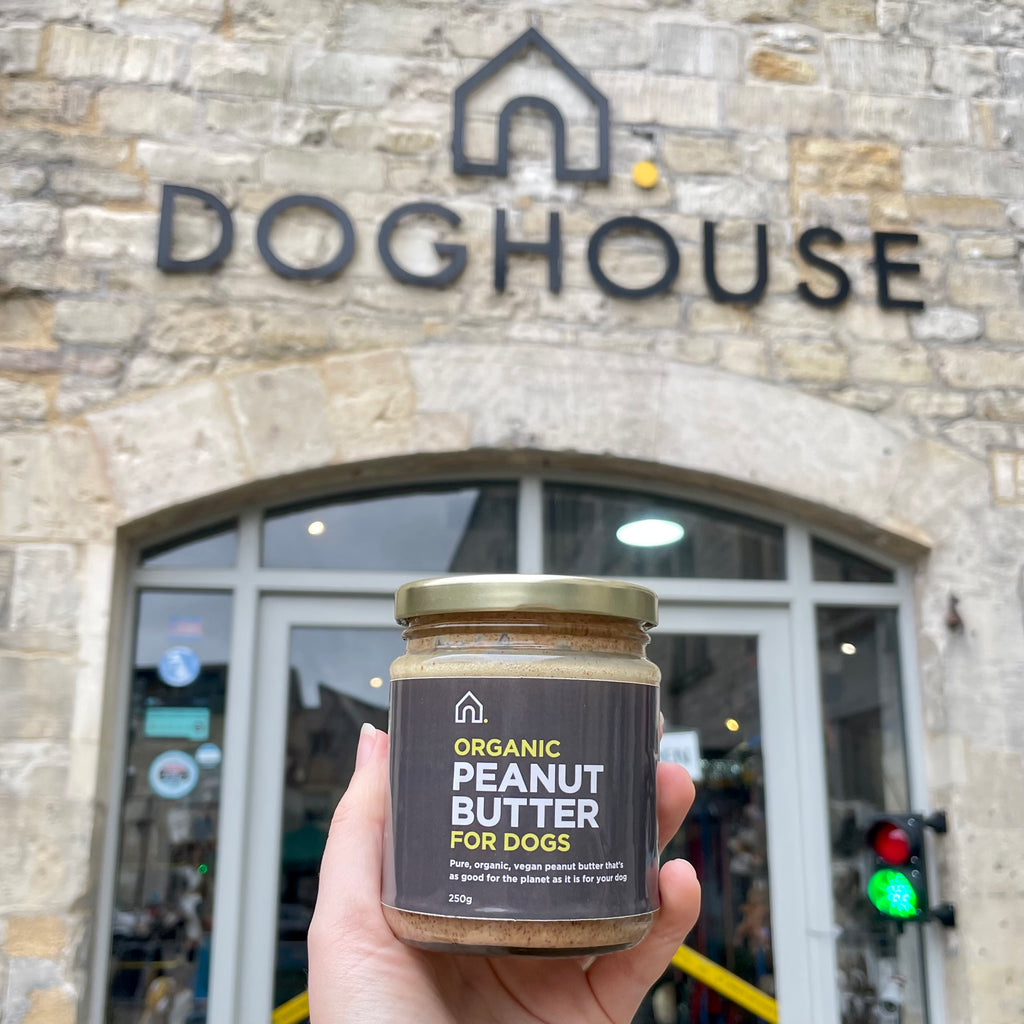 DOGHOUSE
ORGANIC
PEANUT
BUTTER
FOR DOGS
Pure, organic, vegan peanut butter that's
as good for the planet as it is for your dog
250g